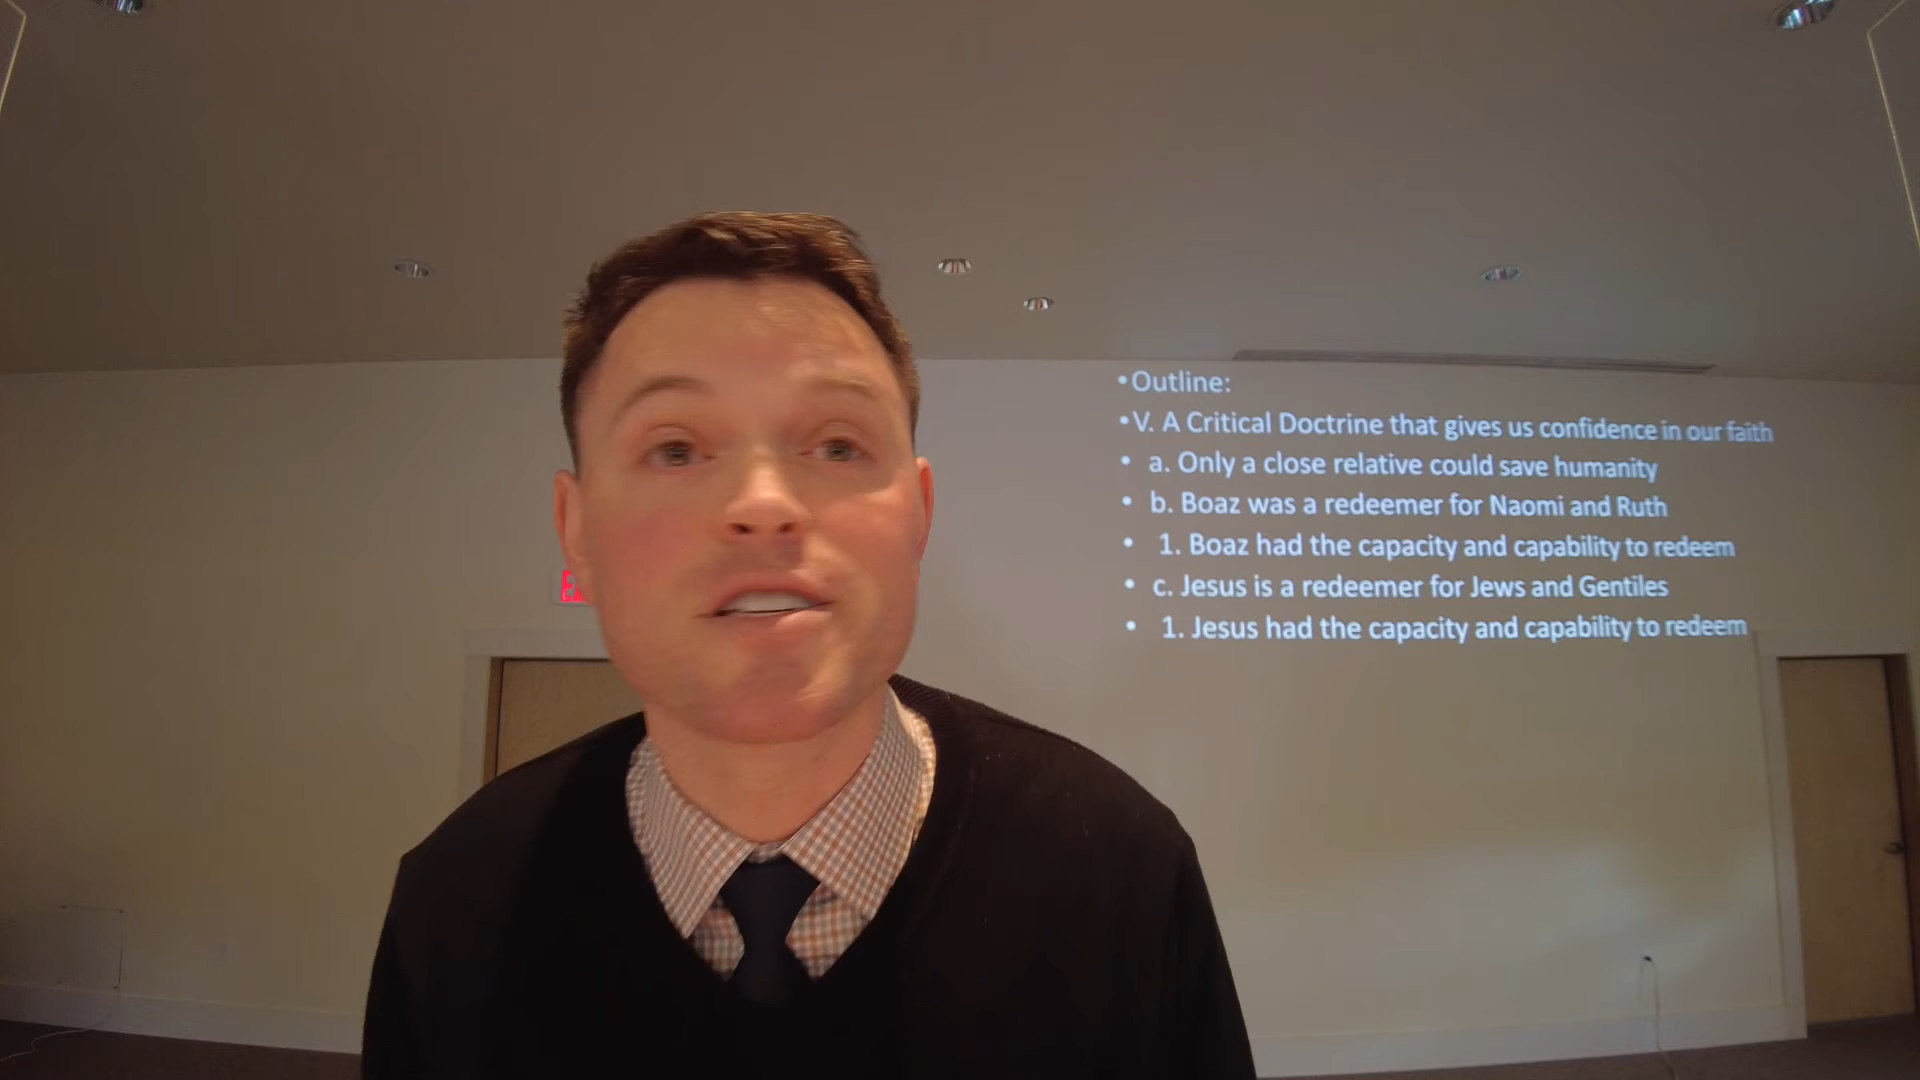 •Outline:
•V. A Critical Doctrine that gives us confidence in our faith
• a. Only a close relative could save humanity
• b. Boaz was a redeemer for Naomi and Ruth
• 1. Boaz had the capacity and capability to redeem
• c. Jesus is a redeemer for Jews and Gentiles
• 1. Jesus had the capacity and capability to redeem